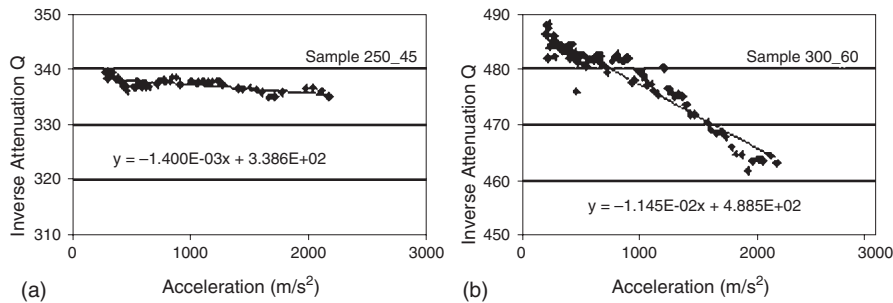 350
340
330
320
310
Inverse Attenuation Q
Sample 250_45
y = –1.400E-03x + 3.386E+02
0 1000 2000 3000
Acceleration (m/s²)
(a)
490
480
470
460
450
Inverse Attenuation Q
Sample 300_60
y = –1.145E-02x + 4.885E+02
0 1000 2000 3000
Acceleration (m/s²)
(b)